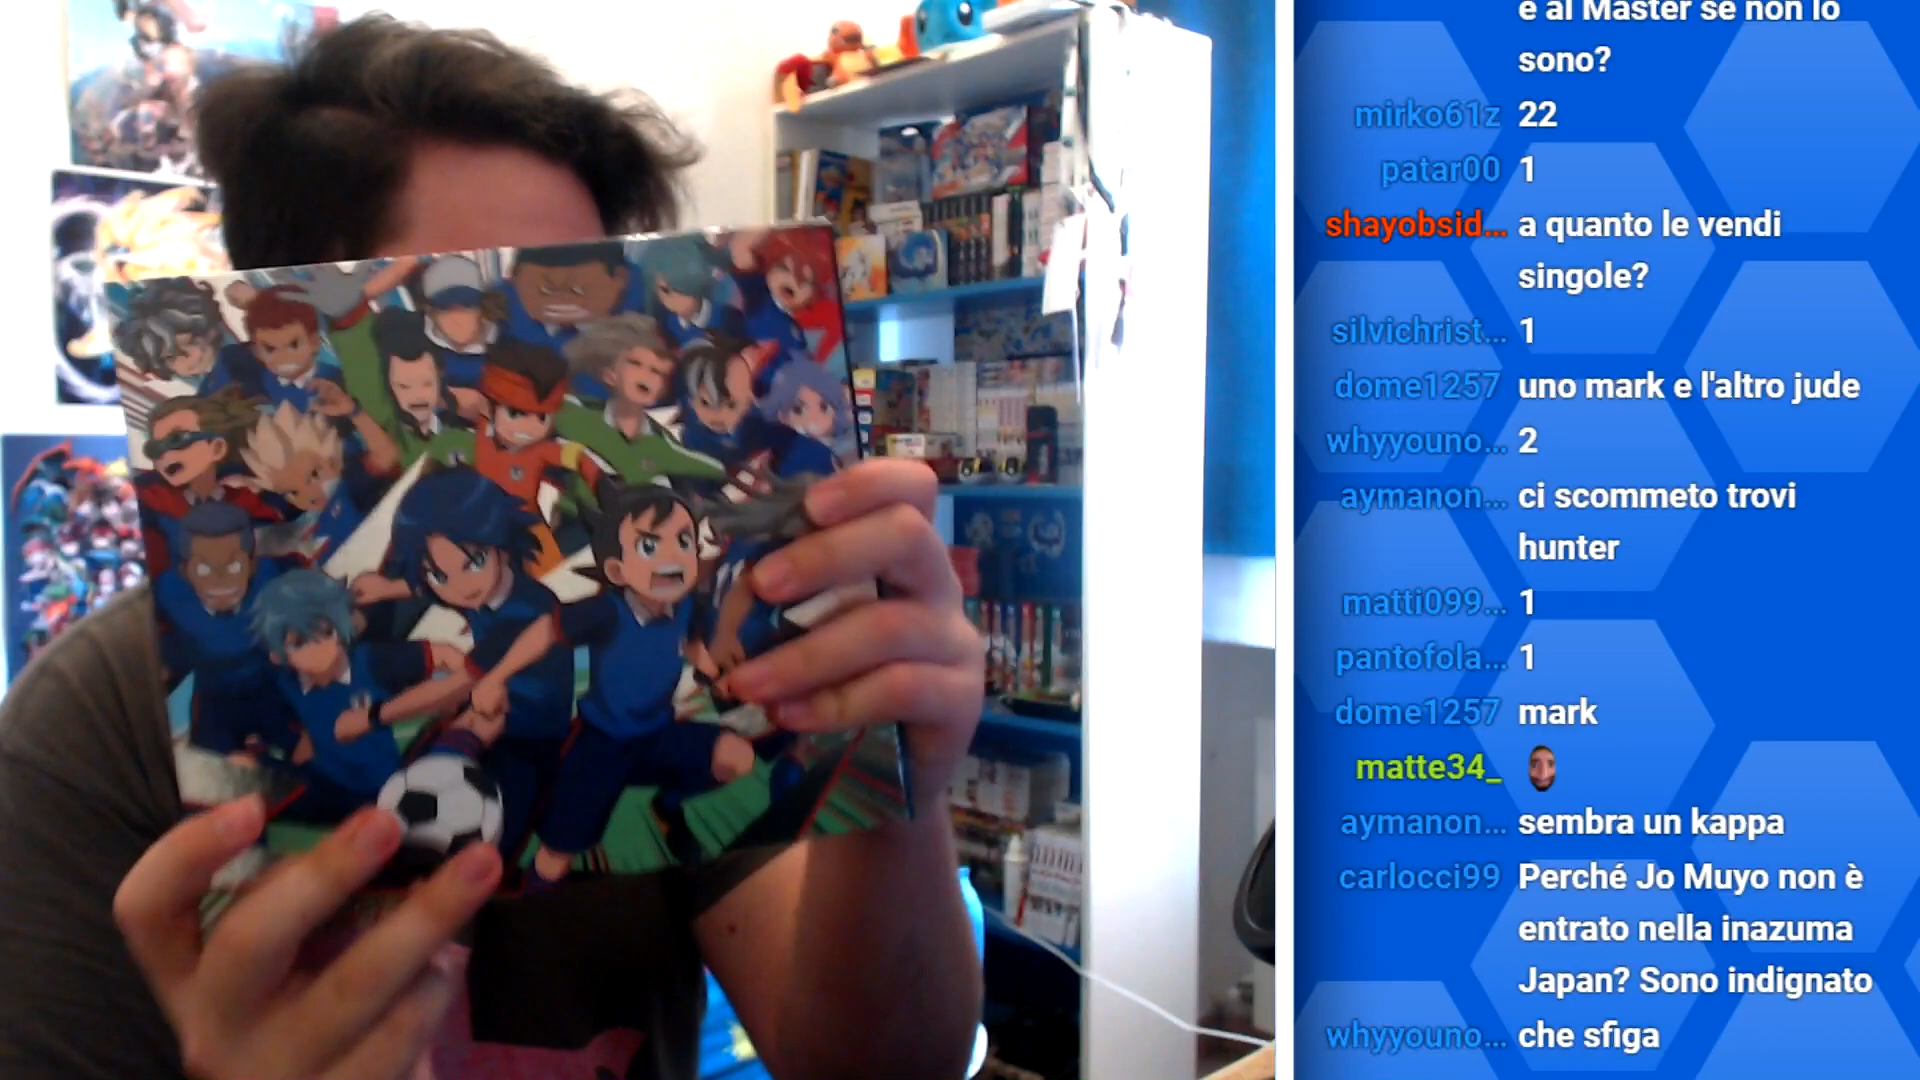 e al Master se non lo
sono?
mirko61z 22
patar00 1
shayobsid... a quanto le vendi
singole?
silvichrist... 1
dome1257 uno mark e l'altro jude
whyyouno... 2
aymanon... ci scommeto trovi
hunter
matti099... 1
pantofola... 1
dome1257 mark
matte34_
aymanon... sembra un kappa
carlocci99 Perché Jo Muyo non è
entrato nella inazuma
Japan? Sono indignato
whyyouno... che sfiga